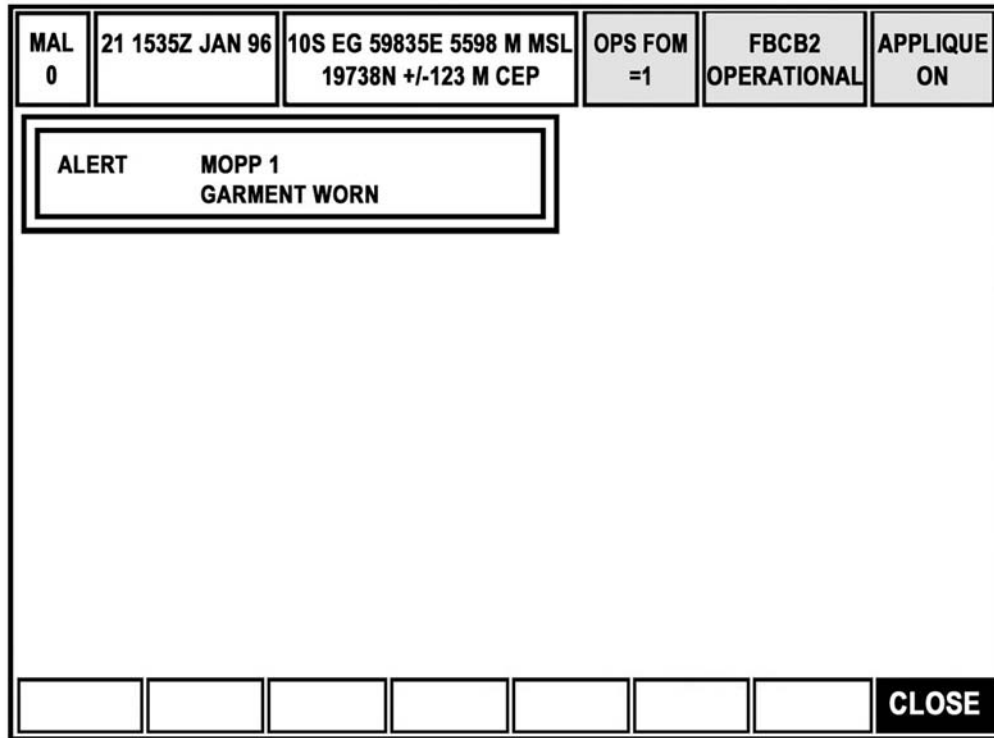 MAL
0
21 1535Z JAN 96
10S EG 59835E 5598 M MSL
19738N +/-123 M CEP
OPS FOM
=1
FBCB2
OPERATIONAL
APPLIQUE
ON
ALERT MOPP 1
GARMENT WORN
CLOSE